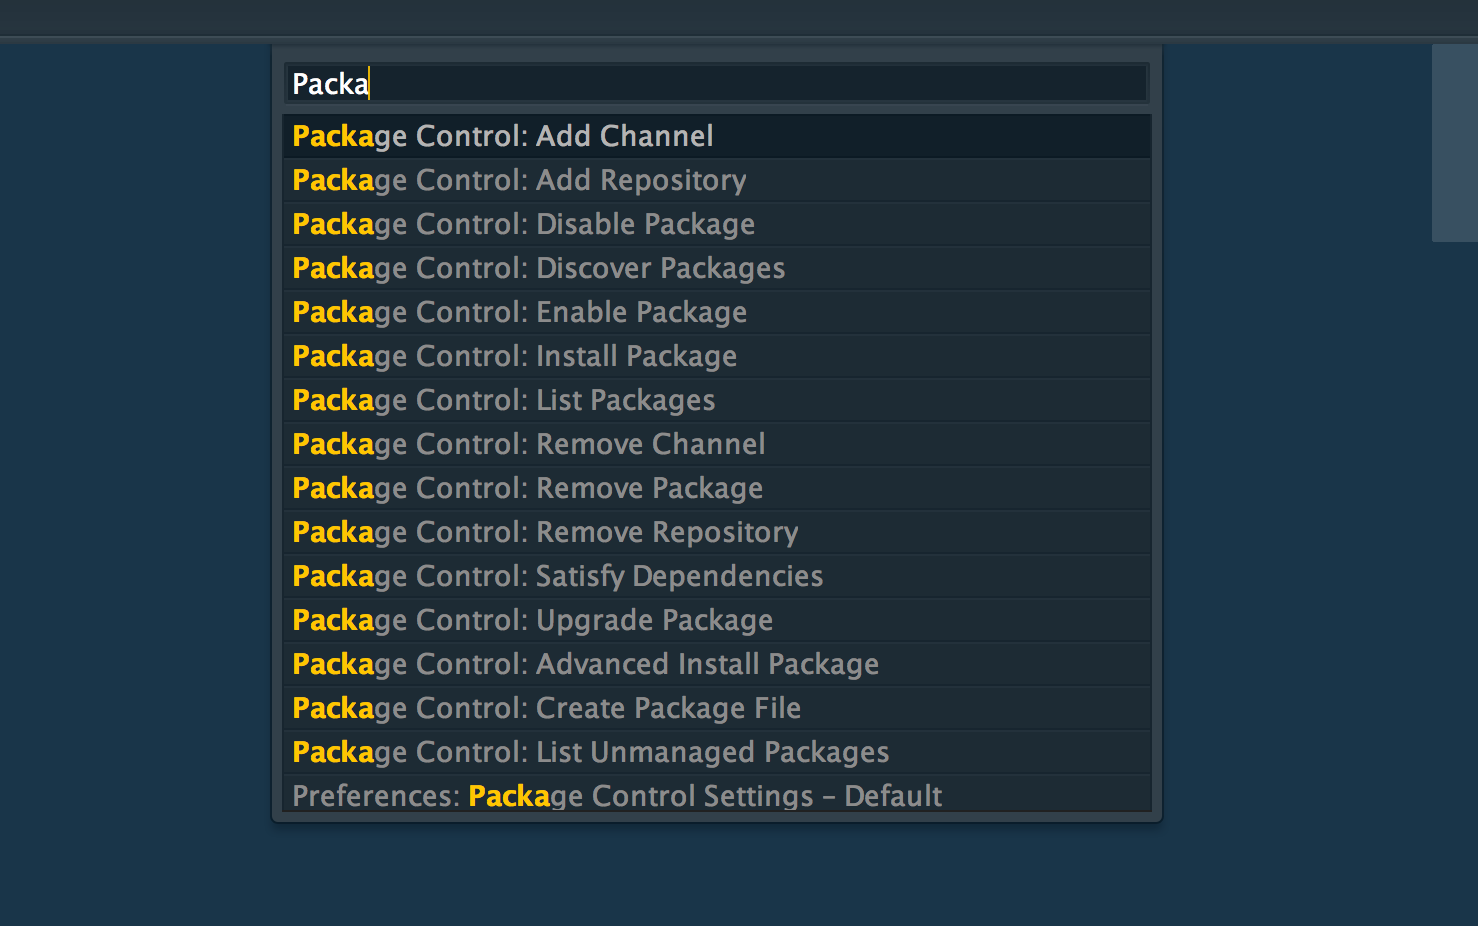 Packa
Package Control: Add Channel
Package Control: Add Repository
Package Control: Disable Package
Package Control: Discover Packages
Package Control: Enable Package
Package Control: Install Package
Package Control: List Packages
Package Control: Remove Channel
Package Control: Remove Package
Package Control: Remove Repository
Package Control: Satisfy Dependencies
Package Control: Upgrade Package
Package Control: Advanced Install Package
Package Control: Create Package File
Package Control: List Unmanaged Packages
Preferences: Package Control Settings – Default